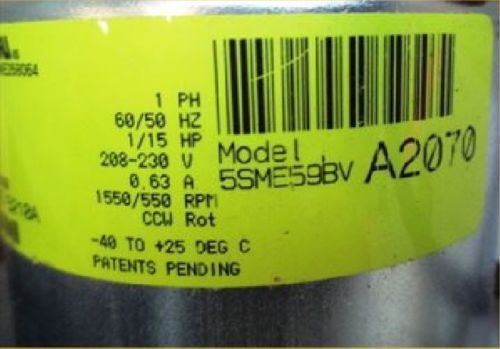 1 PH
60/50 HZ
1/15 HP
208-230 V
0.63 A
1550/550 RPM
CCW Rot
-40 TO +25 DEG C
PATENTS PENDING
Model
5SME59BV A2070